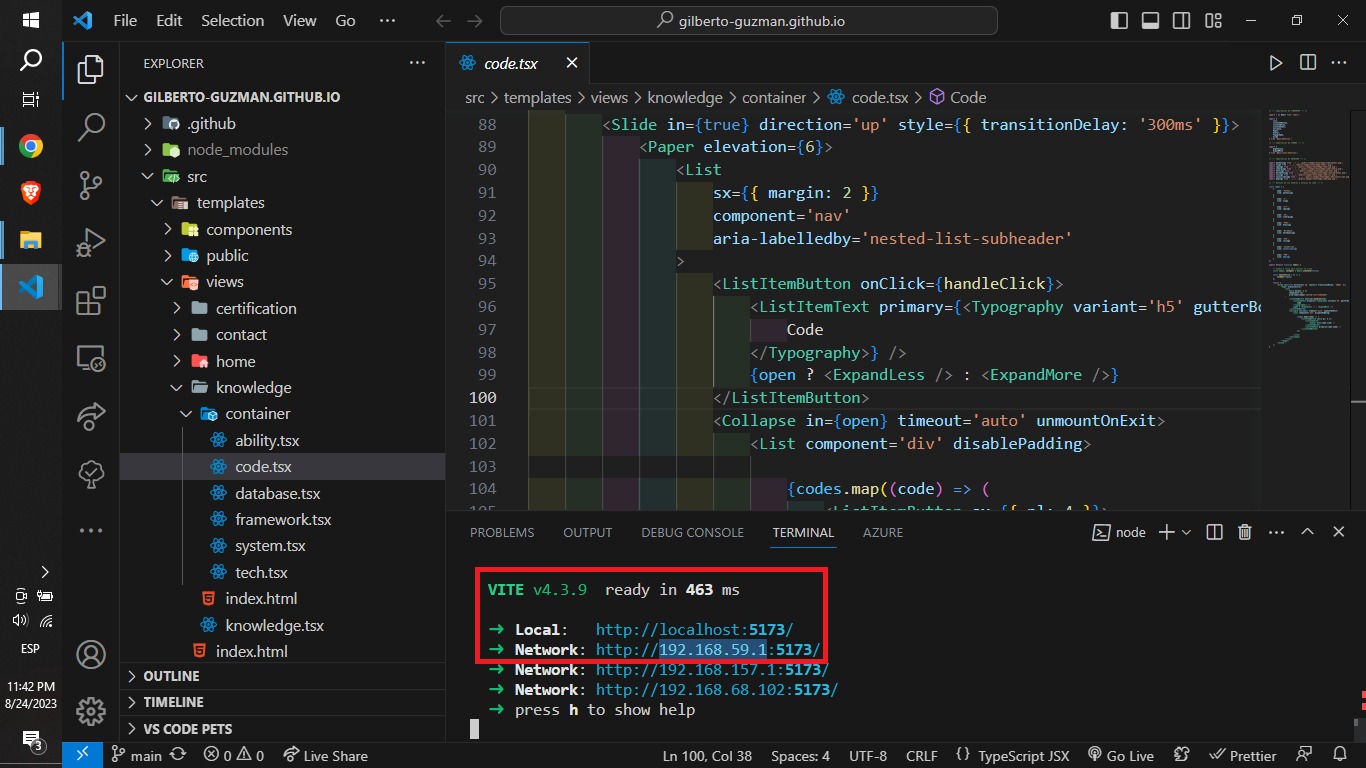 File Edit Selection View Go ···
gilberto-guzman.github.io
EXPLORER
GILBERTO-GUZMAN.GITHUB.IO
.github
node_modules
src
templates
components
public
views
certification
contact
home
knowledge
container
ability.tsx
code.tsx
database.tsx
framework.tsx
system.tsx
tech.tsx
index.html
knowledge.tsx
index.html
OUTLINE
TIMELINE
VS CODE PETS
code.tsx
src > templates > views > knowledge > container > code.tsx > Code
88 <Slide in={true} direction='up' style={{ transitionDelay: '300ms' }}>
89 <Paper elevation={6}>
90 <List
91 sx={{ margin: 2 }}
92 component='nav'
93 aria-labelledby='nested-list-subheader'
94 >
95 <ListItemButton onClick={handleClick}>
96 <ListItemText primary={<Typography variant='h5' gutterBo
97 Code
98 </Typography>} />
99 {open ? <ExpandLess /> : <ExpandMore />}
100 </ListItemButton>
101 <Collapse in={open} timeout='auto' unmountOnExit>
102 <List component='div' disablePadding>
103
104 {codes.map((code) => (
105 <ListItemButton sx={{ pl: 4 }}>
PROBLEMS OUTPUT DEBUG CONSOLE TERMINAL AZURE
node
VITE v4.3.9 ready in 463 ms
➜ Local: http://localhost:5173/
➜ Network: http://192.168.59.1:5173/
➜ Network: http://192.168.157.1:5173/
➜ Network: http://192.168.68.102:5173/
➜ press h to show help
ESP
11:42 PM
8/24/2023
3
main 0 0 Live Share Ln 100, Col 38 Spaces: 4 UTF-8 CRLF {} TypeScript JSX Go Live Prettier